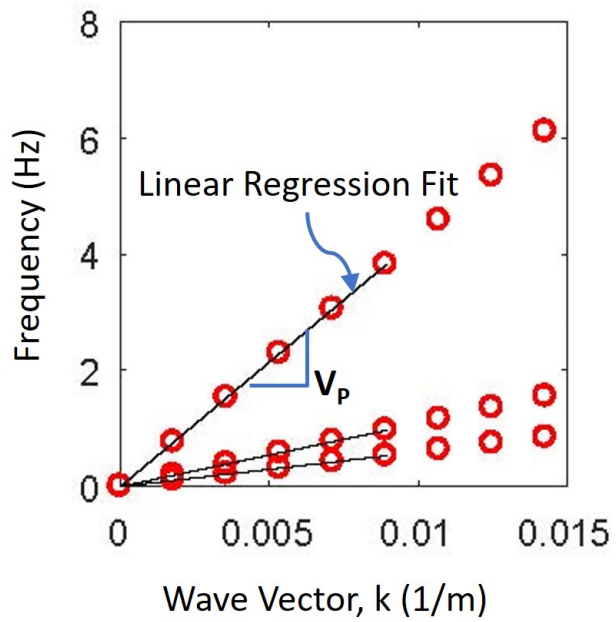 8
6
Linear Regression Fit
4
2
V_P
0
0 0.005 0.01 0.015
Frequency (Hz)
Wave Vector, k (1/m)